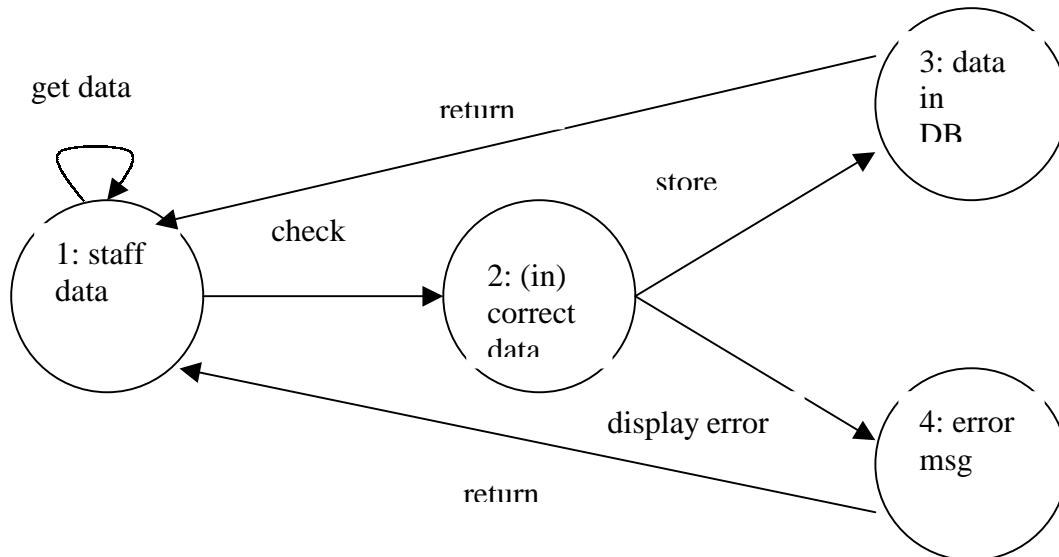 get data
return
3: data
in
DB
store
check
1: staff
data
2: (in)
correct
data
display error
4: error
msg
return